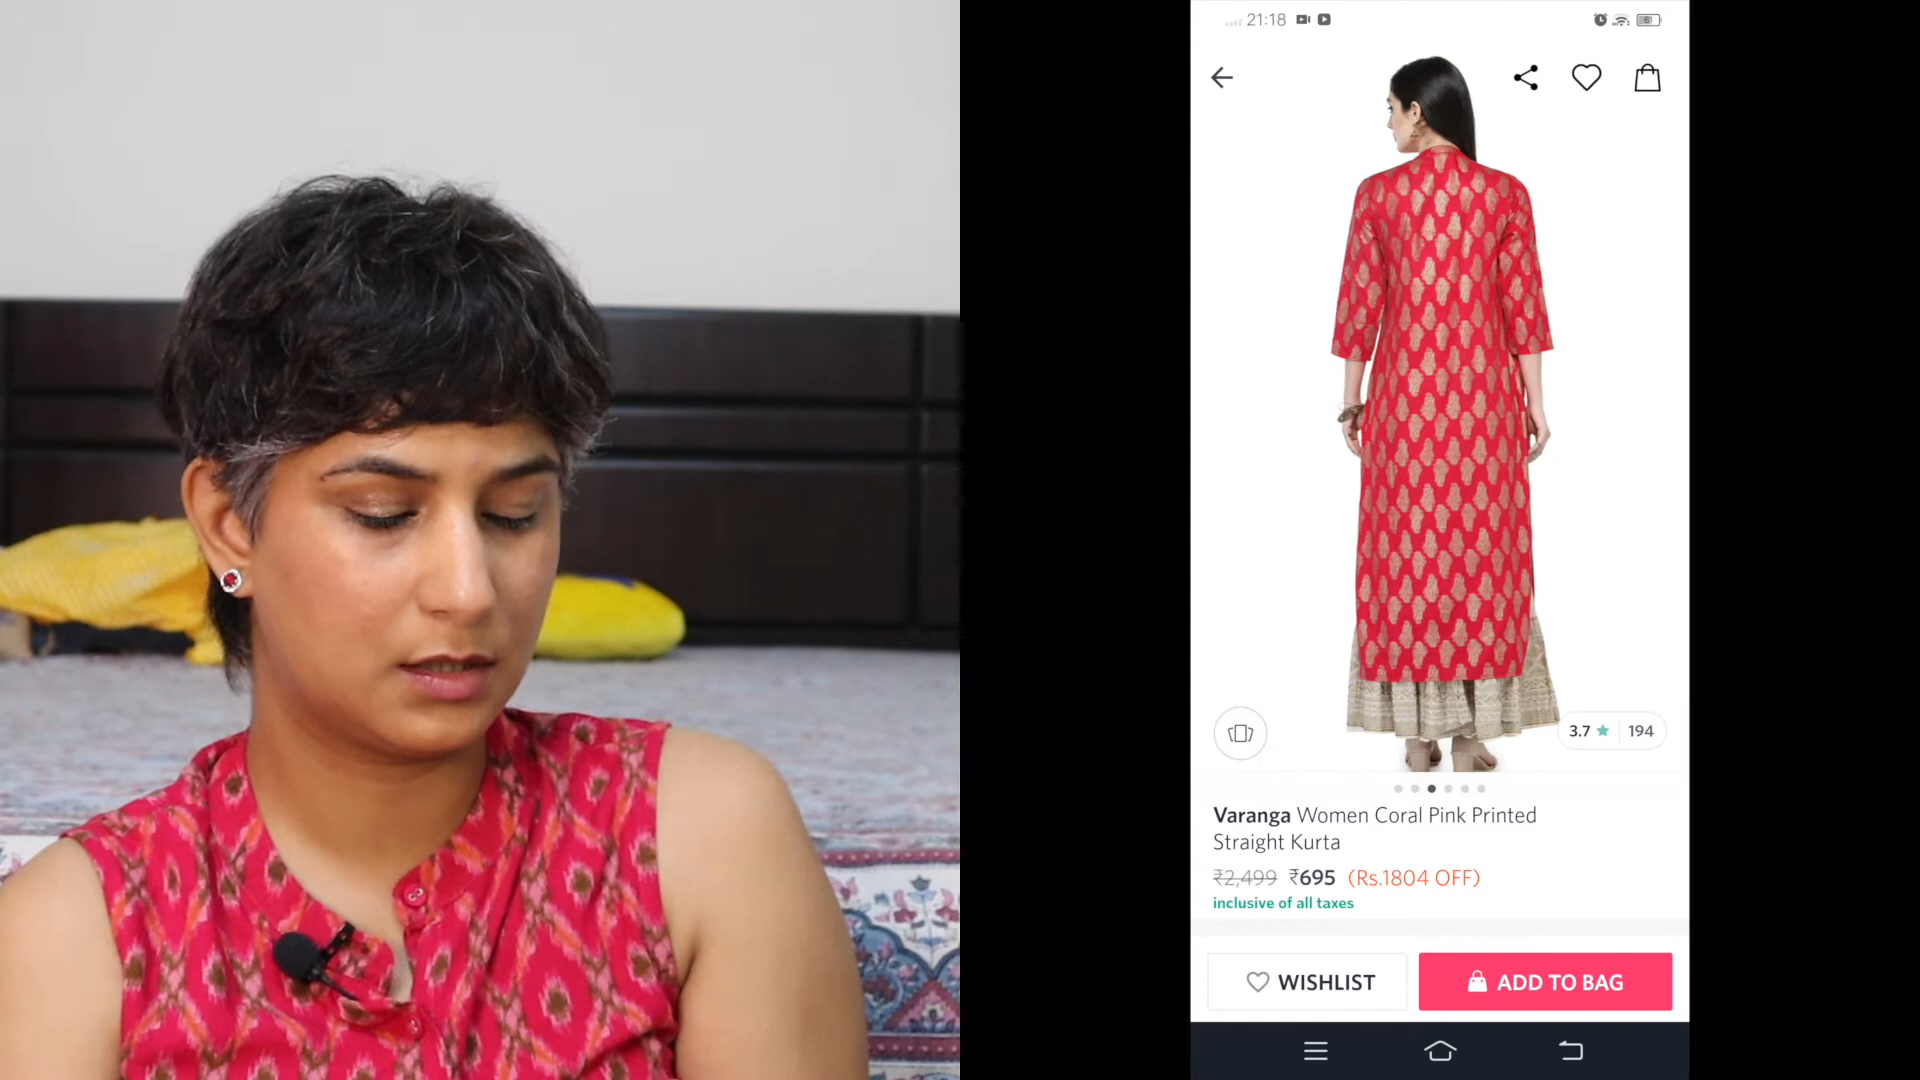 21:18
6
3.7 ★ 194
Varanga Women Coral Pink Printed
Straight Kurta
₹2,499 ₹695 (Rs.1804 OFF)
inclusive of all taxes
WISHLIST
ADD TO BAG